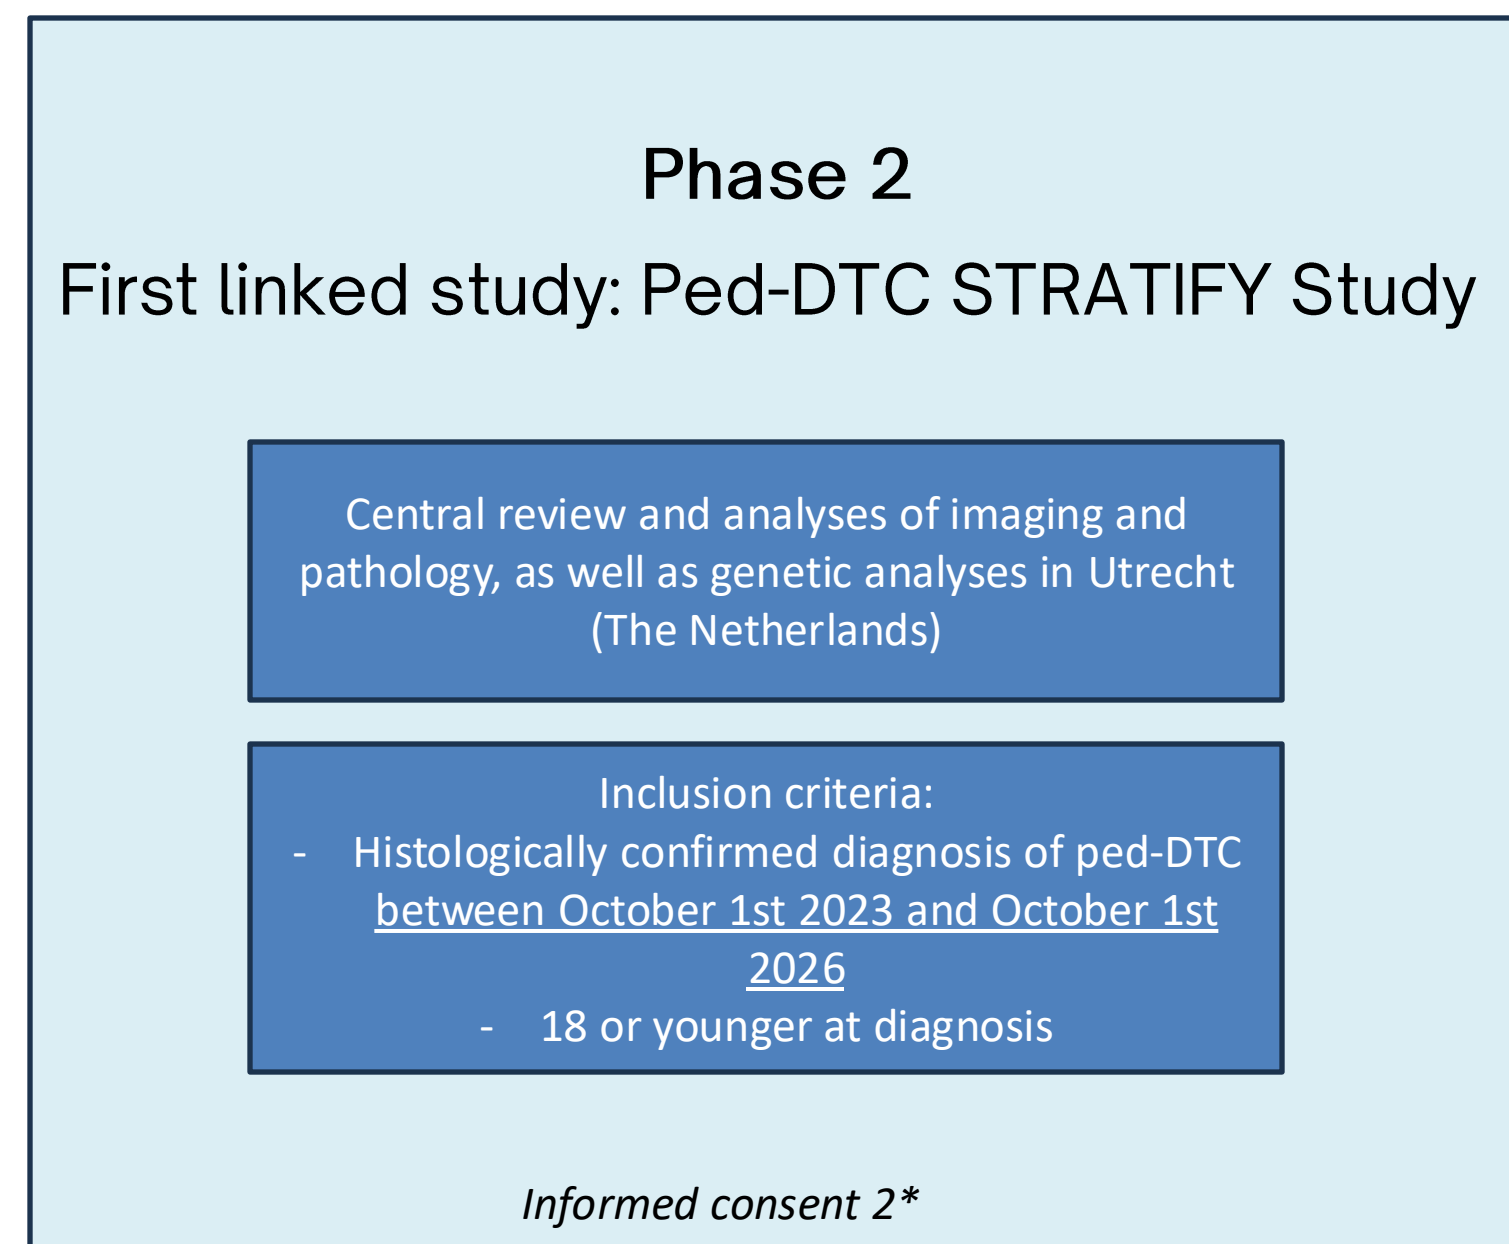 Phase 2
First linked study: Ped-DTC STRATIFY Study
Central review and analyses of imaging and
pathology, as well as genetic analyses in Utrecht
(The Netherlands)
Inclusion criteria:
- Histologically confirmed diagnosis of ped-DTC
between October 1st 2023 and October 1st
2026
- 18 or younger at diagnosis
Informed consent 2*